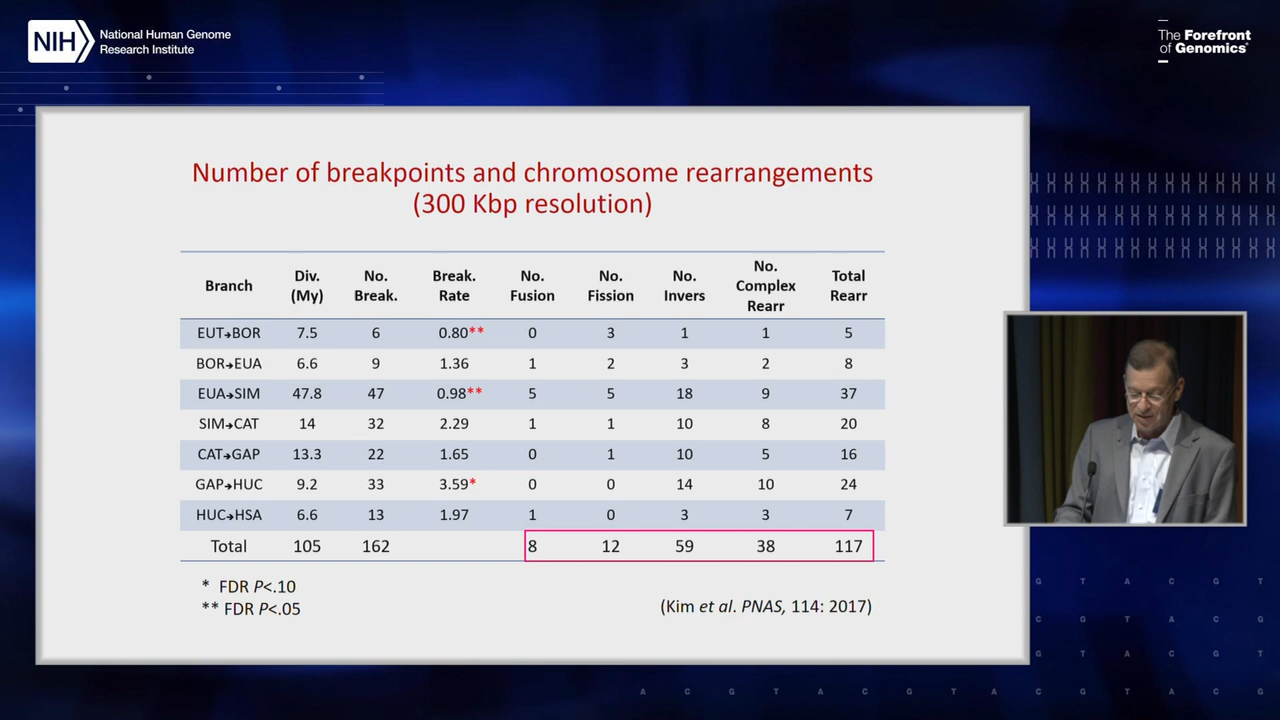 NIH National Human Genome
Research Institute
The Forefront
of Genomics®
Number of breakpoints and chromosome rearrangements
(300 Kbp resolution)
Branch Div. (My) No. Break. Break. Rate No. Fusion No. Fission No. Invers No. Complex Rearr Total Rearr
EUT→BOR 7.5 6 0.80** 0 3 1 1 5
BOR→EUA 6.6 9 1.36 1 2 3 2 8
EUA→SIM 47.8 47 0.98** 5 5 18 9 37
SIM→CAT 14 32 2.29 1 1 10 8 20
CAT→GAP 13.3 22 1.65 0 1 10 5 16
GAP→HUC 9.2 33 3.59* 0 0 14 10 24
HUC→HSA 6.6 13 1.97 1 0 3 3 7
Total 105 162 8 12 59 38 117
* FDR P<.10
** FDR P<.05
(Kim et al. PNAS, 114: 2017)
G T A C G T
C G T A C G
G T A C G T
A C G T A C G T A C G T A C G